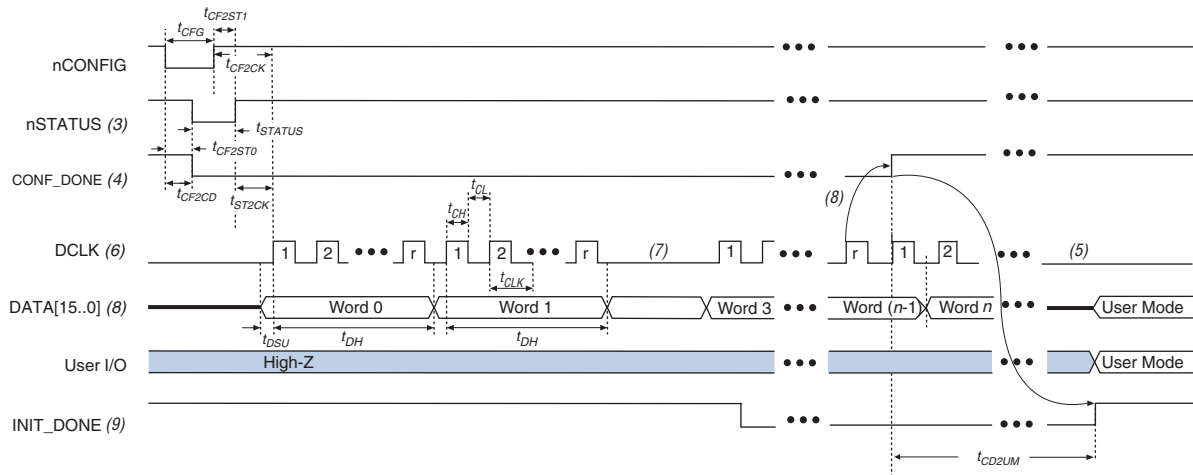 tCF2ST1
tCFG
nCONFIG
tCF2CK
nSTATUS (3)
tSTATUS
tCF2ST0
CONF_DONE (4)
tCF2CD
tST2CK
tCL
tCH
(8)
DCLK (6)
1 2 r 1 2 r (7) 1 r 1 2 (5)
tCLK
DATA[15..0] (8)
Word 0 Word 1 Word 3 Word (n-1) Word n User Mode
tDSU tDH tDH
User I/O
High-Z User Mode
INIT_DONE (9)
tCD2UM